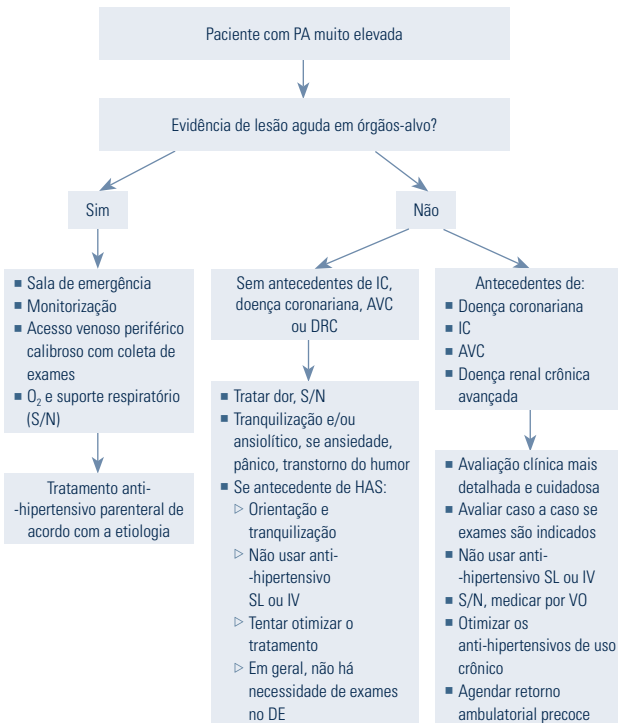 Paciente com PA muito elevada
Evidência de lesão aguda em órgãos-alvo?
Sim
Não
■ Sala de emergência
■ Monitorização
■ Acesso venoso periférico
calibroso com coleta de
exames
■ O₂ e suporte respiratório
(S/N)
Tratamento anti-
-hipertensivo parenteral de
acordo com a etiologia
Sem antecedentes de IC,
doença coronariana, AVC
ou DRC
■ Tratar dor, S/N
■ Tranquilização e/ou
ansiolítico, se ansiedade,
pânico, transtorno do humor
■ Se antecedente de HAS:
▷ Orientação e
tranquilização
▷ Não usar anti-
-hipertensivo
SL ou IV
▷ Tentar otimizar o
tratamento
▷ Em geral, não há
necessidade de exames
no DE
Antecedentes de:
■ Doença coronariana
■ IC
■ AVC
■ Doença renal crônica
avançada
■ Avaliação clínica mais
detalhada e cuidadosa
■ Avaliar caso a caso se
exames são indicados
■ Não usar anti-
-hipertensivo SL ou IV
■ S/N, medicar por VO
■ Otimizar os
anti-hipertensivos de uso
crônico
■ Agendar retorno
ambulatorial precoce